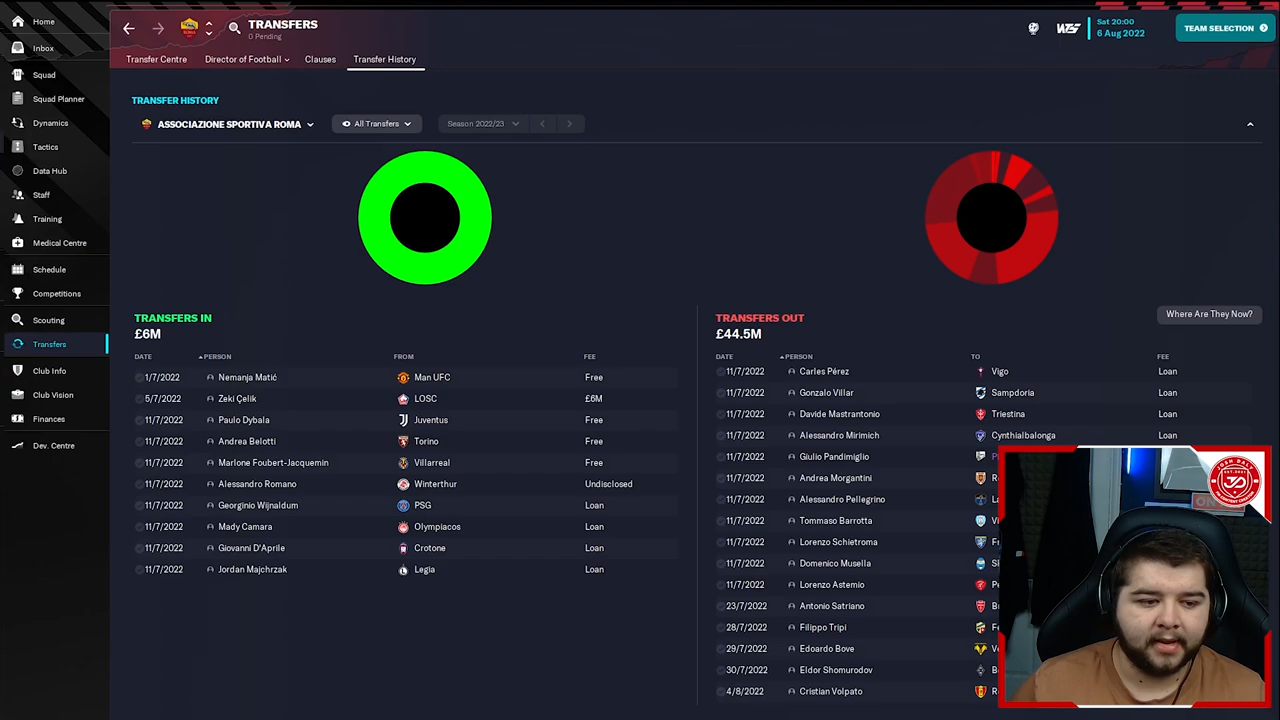 Home
Inbox
Squad
Squad Planner
Dynamics
Tactics
Data Hub
Staff
Training
Medical Centre
Schedule
Competitions
Scouting
Transfers
Club Info
Club Vision
Finances
Dev. Centre
TRANSFERS
0 Pending
Sat 20:00
6 Aug 2022
TEAM SELECTION
Transfer Centre Director of Football Clauses Transfer History
TRANSFER HISTORY
ASSOCIAZIONE SPORTIVA ROMA All Transfers Season 2022/23
TRANSFERS IN
£6M
DATE PERSON FROM FEE
1/7/2022 Nemanja Matić Man UFC Free
5/7/2022 Zeki Çelik LOSC £6M
11/7/2022 Paulo Dybala Juventus Free
11/7/2022 Andrea Belotti Torino Free
11/7/2022 Marlone Foubert-Jacquemin Villarreal Free
11/7/2022 Alessandro Romano Winterthur Undisclosed
11/7/2022 Georginio Wijnaldum PSG Loan
11/7/2022 Mady Camara Olympiacos Loan
11/7/2022 Giovanni D'Aprile Crotone Loan
11/7/2022 Jordan Majchrzak Legia Loan
TRANSFERS OUT
£44.5M
Where Are They Now?
DATE PERSON TO FEE
11/7/2022 Carles Pérez Vigo Loan
11/7/2022 Gonzalo Villar Sampdoria Loan
11/7/2022 Davide Mastrantonio Triestina Loan
11/7/2022 Alessandro Mirimich Cynthialbalonga Loan
11/7/2022 Giulio Pandimiglio
11/7/2022 Andrea Morgantini
11/7/2022 Alessandro Pellegrino
11/7/2022 Tommaso Barrotta
11/7/2022 Lorenzo Schietroma
11/7/2022 Domenico Musella
11/7/2022 Lorenzo Astemio
23/7/2022 Antonio Satriano
28/7/2022 Filippo Tripi
29/7/2022 Edoardo Bove
30/7/2022 Eldor Shomurodov
4/8/2022 Cristian Volpato
JOSH DALY